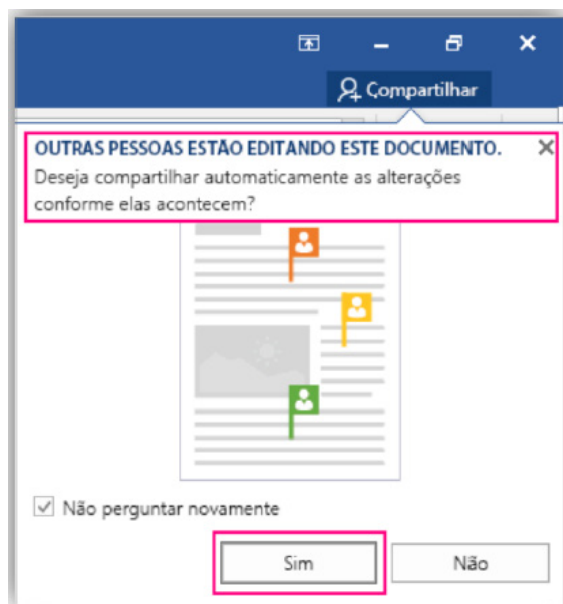 Compartilhar
OUTRAS PESSOAS ESTÃO EDITANDO ESTE DOCUMENTO.
Deseja compartilhar automaticamente as alterações
conforme elas acontecem?
Não perguntar novamente
Sim
Não